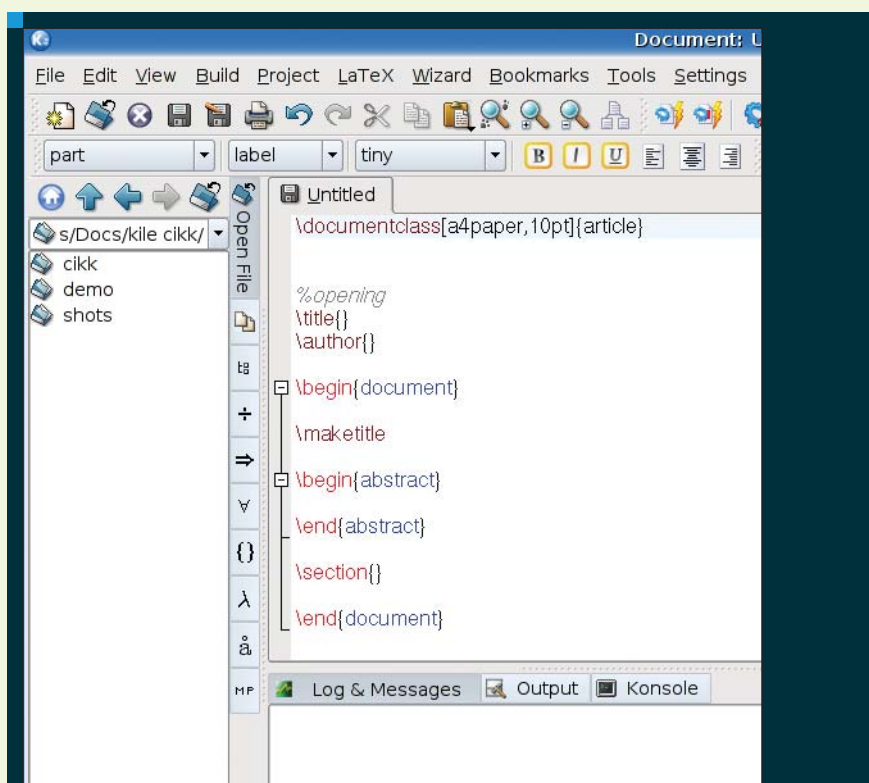 Document: U
File Edit View Build Project LaTeX Wizard Bookmarks Tools Settings
part label tiny B I U
Untitled
s/Docs/kile cikk/
cikk
demo
shots
Open File
÷
⇒
∀
{}
λ
å
MP
\documentclass[a4paper,10pt]{article}
%opening
\title{}
\author{}
\begin{document}
\maketitle
\begin{abstract}
\end{abstract}
\section{}
\end{document}
Log & Messages Output Konsole